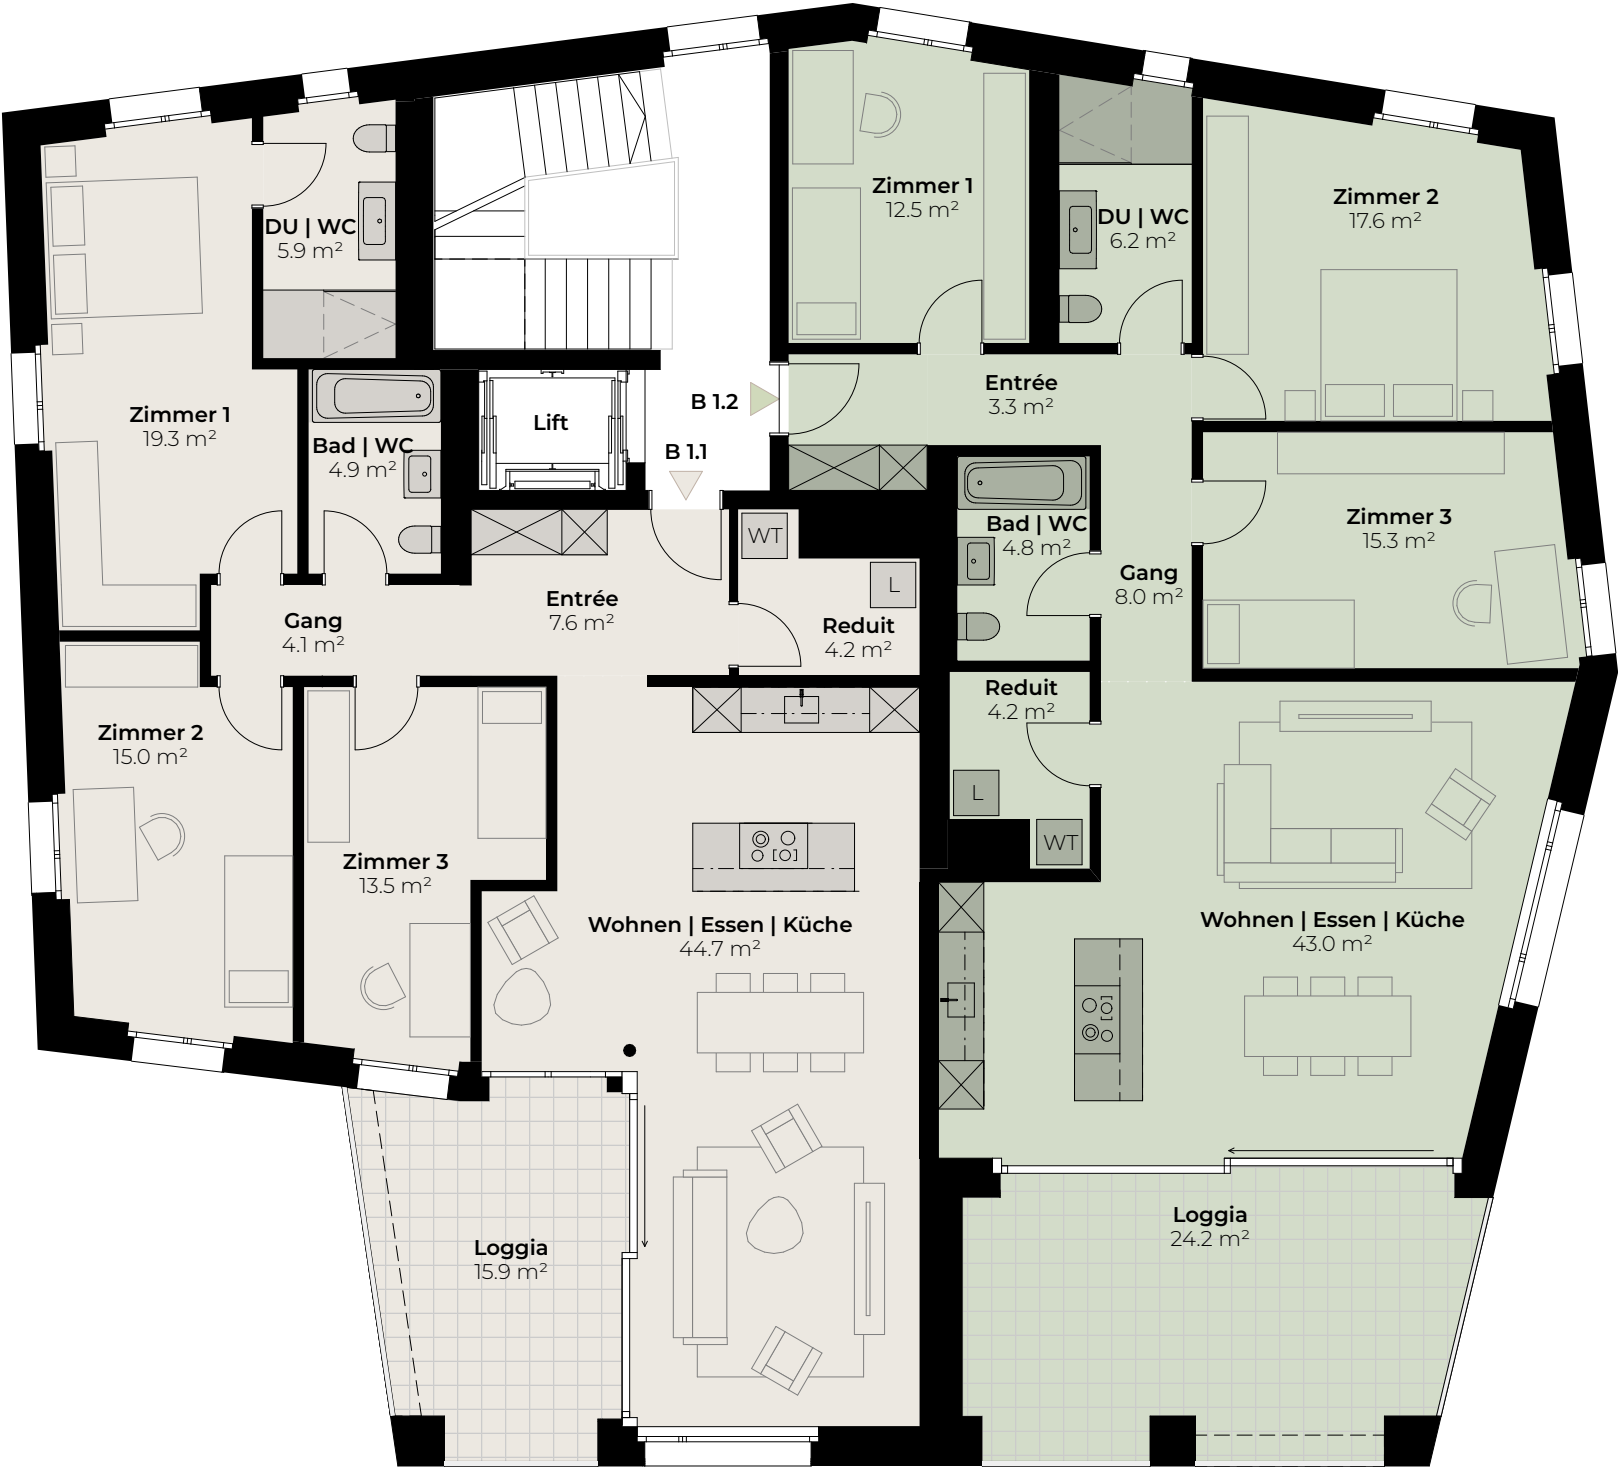 Zimmer 1
12.5 m²
DU | WC
6.2 m²
Zimmer 2
17.6 m²
DU | WC
5.9 m²
Zimmer 1
19.3 m²
Bad | WC
4.9 m²
Lift
B 1.2
B 1.1
Entrée
3.3 m²
Bad | WC
4.8 m²
Zimmer 3
15.3 m²
Gang
8.0 m²
WT
L
Reduit
4.2 m²
Entrée
7.6 m²
Gang
4.1 m²
Reduit
4.2 m²
L
WT
Zimmer 2
15.0 m²
Zimmer 3
13.5 m²
Wohnen | Essen | Küche
44.7 m²
Wohnen | Essen | Küche
43.0 m²
Loggia
15.9 m²
Loggia
24.2 m²